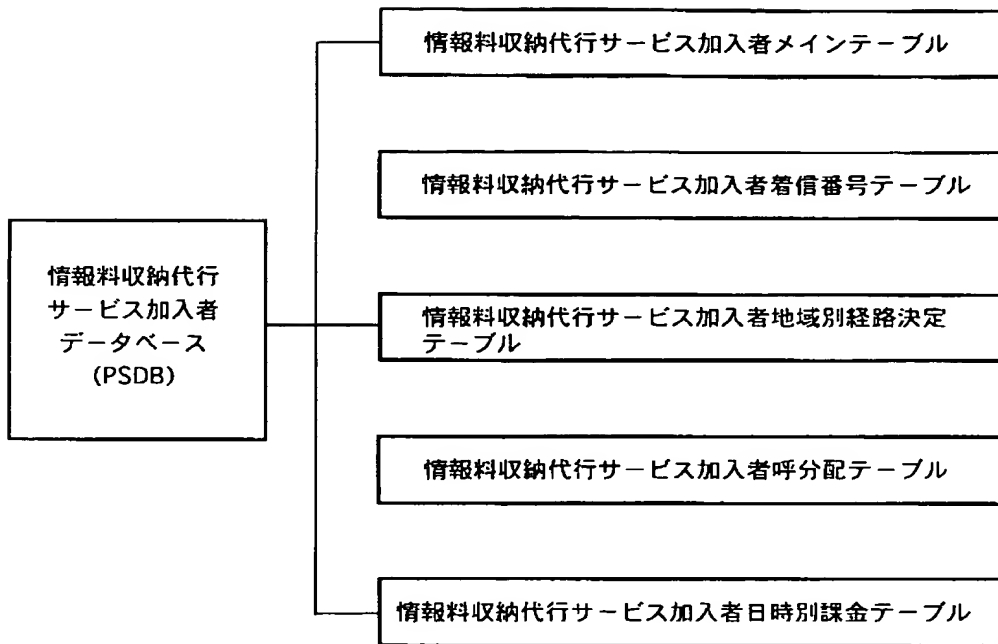 情報料収納代行サービス加入者メインテーブル
情報料収納代行サービス加入者着信番号テーブル
情報料収納代行
サービス加入者
データベース
(PSDB)
情報料収納代行サービス加入者地域別経路決定
テーブル
情報料収納代行サービス加入者呼分配テーブル
情報料収納代行サービス加入者日時別課金テーブル